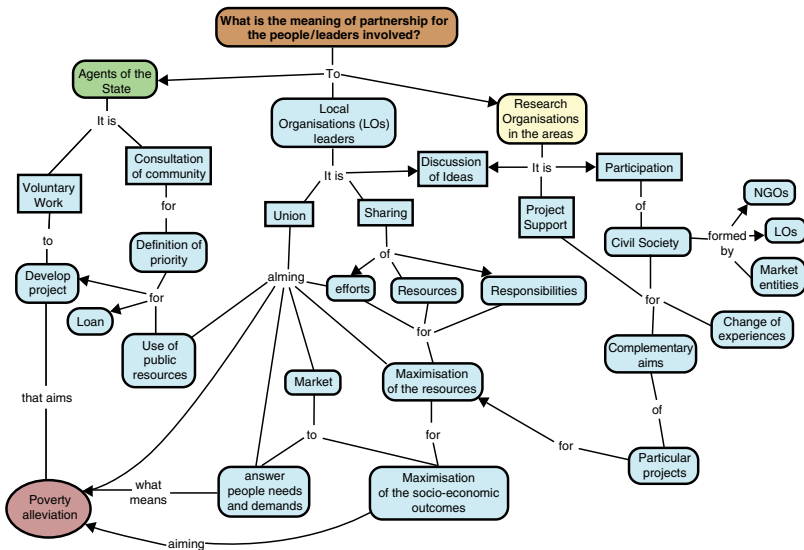 What is the meaning of partnership for
the people/leaders involved?
Agents of the
State
To
Local
Organisations (LOs)
leaders
Research
Organisations
in the areas
It is
Consultation
of community
Voluntary
Work
It is
Discussion
of Ideas
It is
Participation
NGOs
for
Union
Sharing
Project
Support
of
LOs
to
Definition of
priority
of
Civil Society
formed
by
Market
entities
Develop
project
alming
efforts
Resources
Responsibilities
Loan
for
for
for
Change of
experiences
Use of
public
resources
Complementary
aims
Market
Maximisation
of the resources
that aims
to
for
of
for
Particular
projects
Poverty
alleviation
what
means
answer
people needs
and demands
Maximisation
of the socio-economic
outcomes
aiming